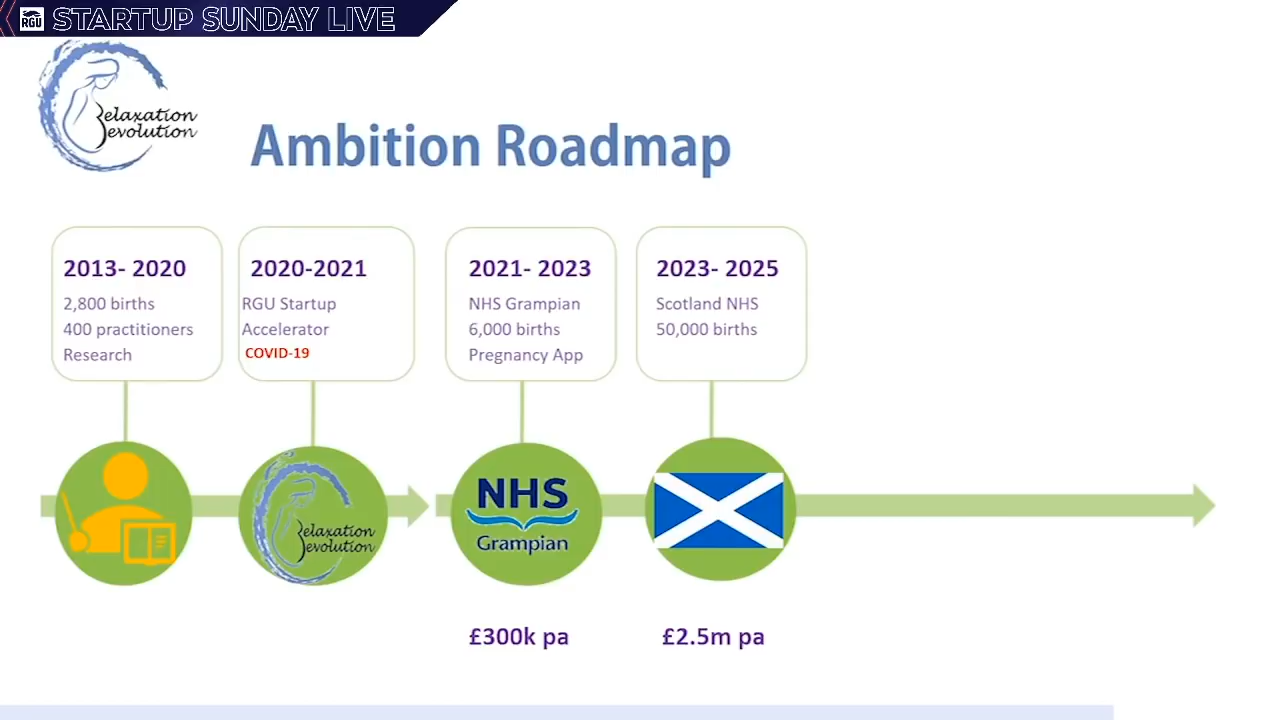 RGU STARTUP SUNDAY LIVE
Relaxation
Revolution
Ambition Roadmap
2013- 2020
2,800 births
400 practitioners
Research
2020-2021
RGU Startup
Accelerator
COVID-19
2021- 2023
NHS Grampian
6,000 births
Pregnancy App
2023- 2025
Scotland NHS
50,000 births
Relaxation
Revolution
NHS
Grampian
£300k pa
£2.5m pa